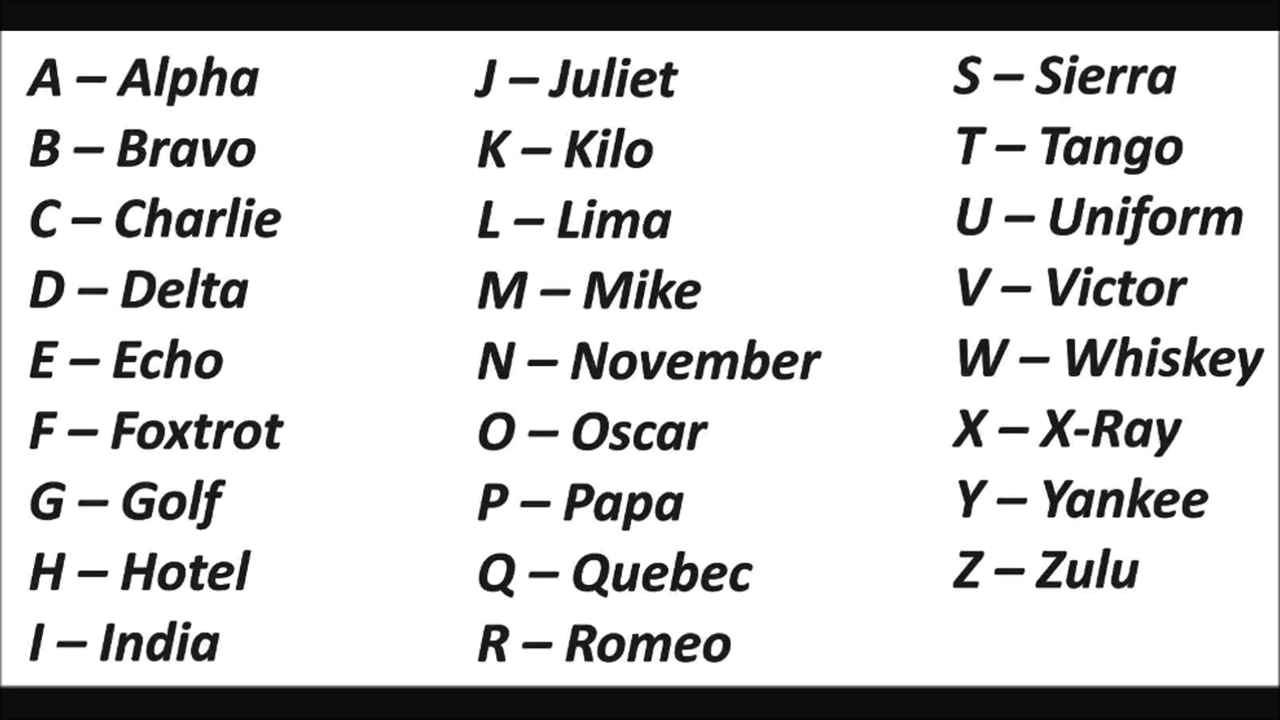 A – Alpha
B – Bravo
C – Charlie
D – Delta
E – Echo
F – Foxtrot
G – Golf
H – Hotel
I – India
J – Juliet
K – Kilo
L – Lima
M – Mike
N – November
O – Oscar
P – Papa
Q – Quebec
R – Romeo
S – Sierra
T – Tango
U – Uniform
V – Victor
W – Whiskey
X – X-Ray
Y – Yankee
Z – Zulu